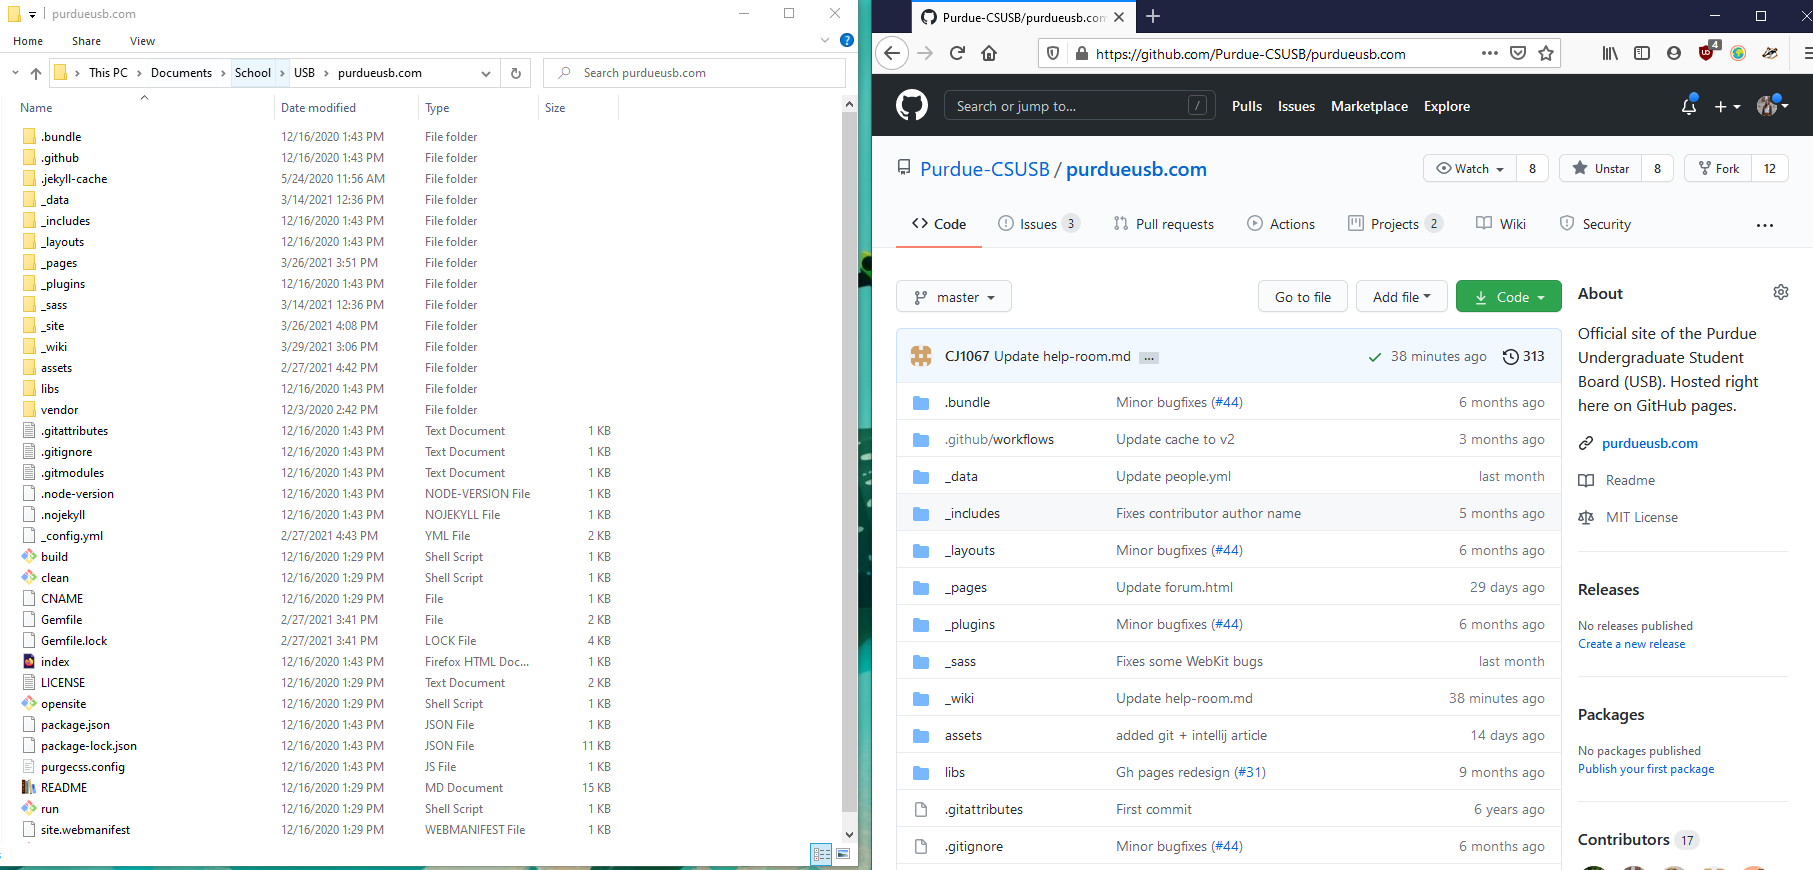 purdueusb.com
Home Share View
This PC > Documents > School > USB > purdueusb.com
Search purdueusb.com
Name Date modified Type Size
.bundle 12/16/2020 1:43 PM File folder
.github 12/16/2020 1:43 PM File folder
.jekyll-cache 5/24/2020 11:56 AM File folder
_data 3/14/2021 12:36 PM File folder
_includes 12/16/2020 1:43 PM File folder
_layouts 12/16/2020 1:43 PM File folder
_pages 3/26/2021 3:51 PM File folder
_plugins 12/16/2020 1:43 PM File folder
_sass 3/14/2021 12:36 PM File folder
_site 3/26/2021 4:08 PM File folder
_wiki 3/29/2021 3:06 PM File folder
assets 2/27/2021 4:42 PM File folder
libs 12/16/2020 1:43 PM File folder
vendor 12/3/2020 2:42 PM File folder
.gitattributes 12/16/2020 1:43 PM Text Document 1 KB
.gitignore 12/16/2020 1:43 PM Text Document 1 KB
.gitmodules 12/16/2020 1:43 PM Text Document 1 KB
.node-version 12/16/2020 1:43 PM NODE-VERSION File 1 KB
.nojekyll 12/16/2020 1:43 PM NOJEKYLL File 1 KB
_config.yml 2/27/2021 4:43 PM YML File 2 KB
build 12/16/2020 1:29 PM Shell Script 1 KB
clean 12/16/2020 1:29 PM Shell Script 1 KB
CNAME 12/16/2020 1:29 PM File 1 KB
Gemfile 2/27/2021 3:41 PM File 2 KB
Gemfile.lock 2/27/2021 3:41 PM LOCK File 4 KB
index 12/16/2020 1:43 PM Firefox HTML Doc... 1 KB
LICENSE 12/16/2020 1:29 PM Text Document 2 KB
opensite 12/16/2020 1:29 PM Shell Script 1 KB
package.json 12/16/2020 1:43 PM JSON File 1 KB
package-lock.json 12/16/2020 1:43 PM JSON File 11 KB
purgecss.config 12/16/2020 1:43 PM JS File 1 KB
README 12/16/2020 1:29 PM MD Document 15 KB
run 12/16/2020 1:29 PM Shell Script 1 KB
site.webmanifest 12/16/2020 1:29 PM WEBMANIFEST File 1 KB
Purdue-CSUSB/purdueusb.com
https://github.com/Purdue-CSUSB/purdueusb.com
4
Search or jump to... /
Pulls Issues Marketplace Explore
Purdue-CSUSB / purdueusb.com
Watch 8 Unstar 8 Fork 12
Code Issues 3 Pull requests Actions Projects 2 Wiki Security
master Go to file Add file Code
CJ1067 Update help-room.md ... 38 minutes ago 313
.bundle Minor bugfixes (#44) 6 months ago
.github/workflows Update cache to v2 3 months ago
_data Update people.yml last month
_includes Fixes contributor author name 5 months ago
_layouts Minor bugfixes (#44) 6 months ago
_pages Update forum.html 29 days ago
_plugins Minor bugfixes (#44) 6 months ago
_sass Fixes some WebKit bugs last month
_wiki Update help-room.md 38 minutes ago
assets added git + intellij article 14 days ago
libs Gh pages redesign (#31) 9 months ago
.gitattributes First commit 6 years ago
.gitignore Minor bugfixes (#44) 6 months ago
About
Official site of the Purdue
Undergraduate Student
Board (USB). Hosted right
here on GitHub pages.
purdueusb.com
Readme
MIT License
Releases
No releases published
Create a new release
Packages
No packages published
Publish your first package
Contributors 17